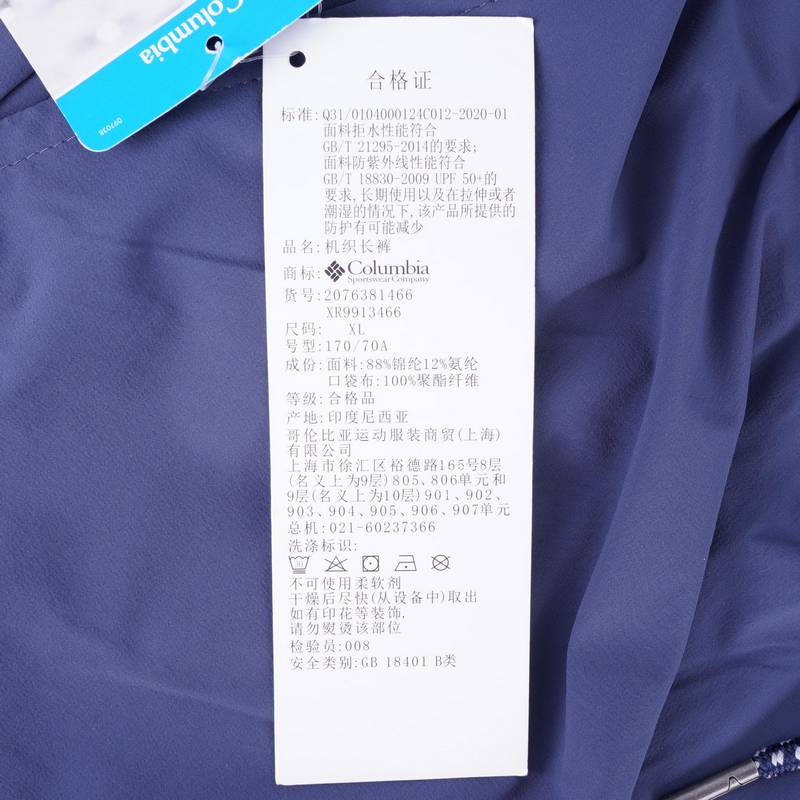 Columbia
097038
合格证
标准:Q31/0104000124C012-2020-01
面料拒水性能符合
GB/T 21295-2014的要求;
面料防紫外线性能符合
GB/T 18830-2009 UPF 50+的
要求,长期使用以及在拉伸或者
潮湿的情况下,该产品所提供的
防护有可能减少
品名:机织长裤
商标:Columbia
Sportswear Company
货号:2076381466
XR9913466
尺码: XL
号型:170/70A
成份:面料:88%锦纶12%氨纶
口袋布:100%聚酯纤维
等级:合格品
产地:印度尼西亚
哥伦比亚运动服装商贸(上海)
有限公司
上海市徐汇区裕德路165号8层
(名义上为9层)805、806单元和
9层(名义上为10层)901、902、
903、904、905、906、907单元
总机:021-60237366
洗涤标识:
30
不可使用柔软剂
干燥后尽快(从设备中)取出
如有印花等装饰,
请勿熨烫该部位
检验员:008
安全类别:GB 18401 B类